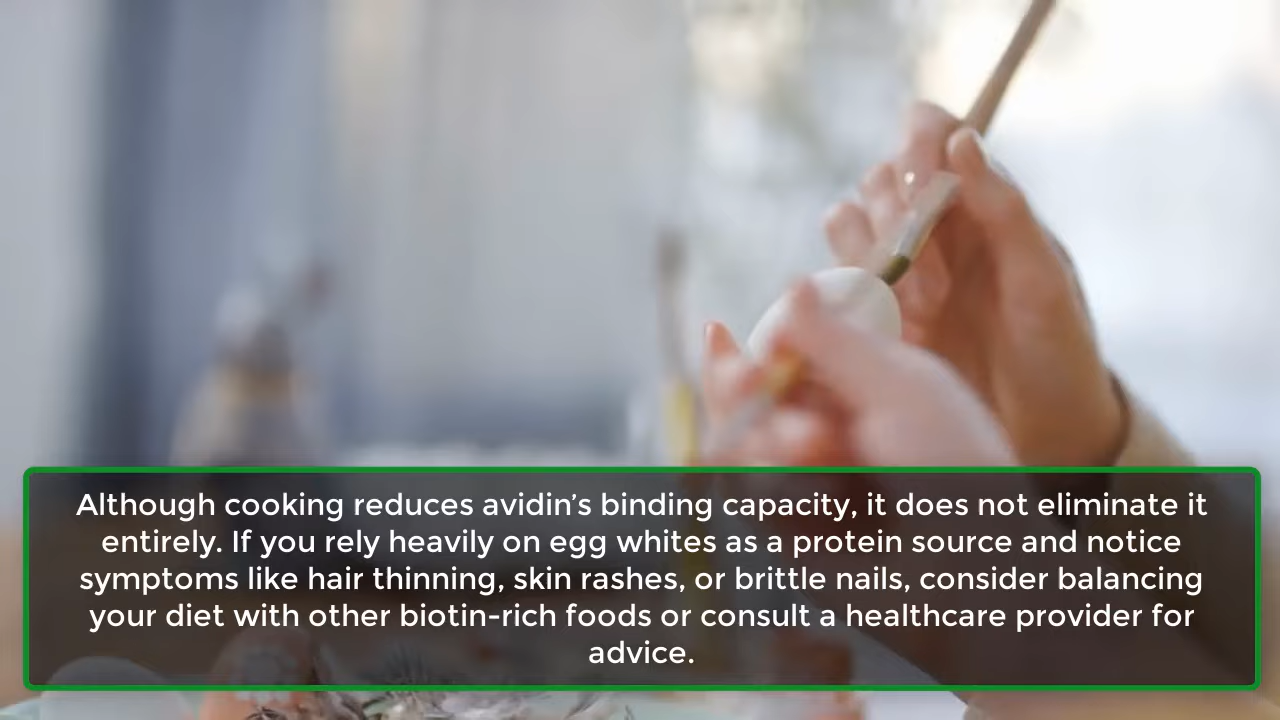 Although cooking reduces avidin’s binding capacity, it does not eliminate it
entirely. If you rely heavily on egg whites as a protein source and notice
symptoms like hair thinning, skin rashes, or brittle nails, consider balancing
your diet with other biotin-rich foods or consult a healthcare provider for
advice.